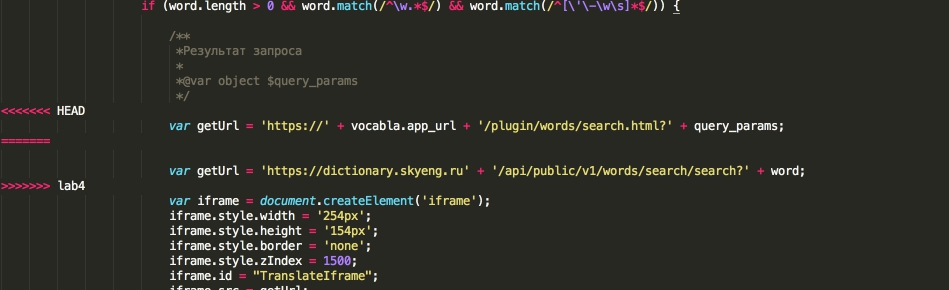 if (word.length > 0 && word.match(/^\w.*$/) && word.match(/^[\'\-\w\s]*$/)) {
/**
*Результат запроса
*
*@var object $query_params
*/
<<<<<<< HEAD
var getUrl = 'https://' + vocabla.app_url + '/plugin/words/search.html?' + query_params;
=======
var getUrl = 'https://dictionary.skyeng.ru' + '/api/public/v1/words/search/search?' + word;
>>>>>>> lab4
var iframe = document.createElement('iframe');
iframe.style.width = '254px';
iframe.style.height = '154px';
iframe.style.border = 'none';
iframe.style.zIndex = 1500;
iframe.id = "TranslateIframe";
iframe.src = getUrl;